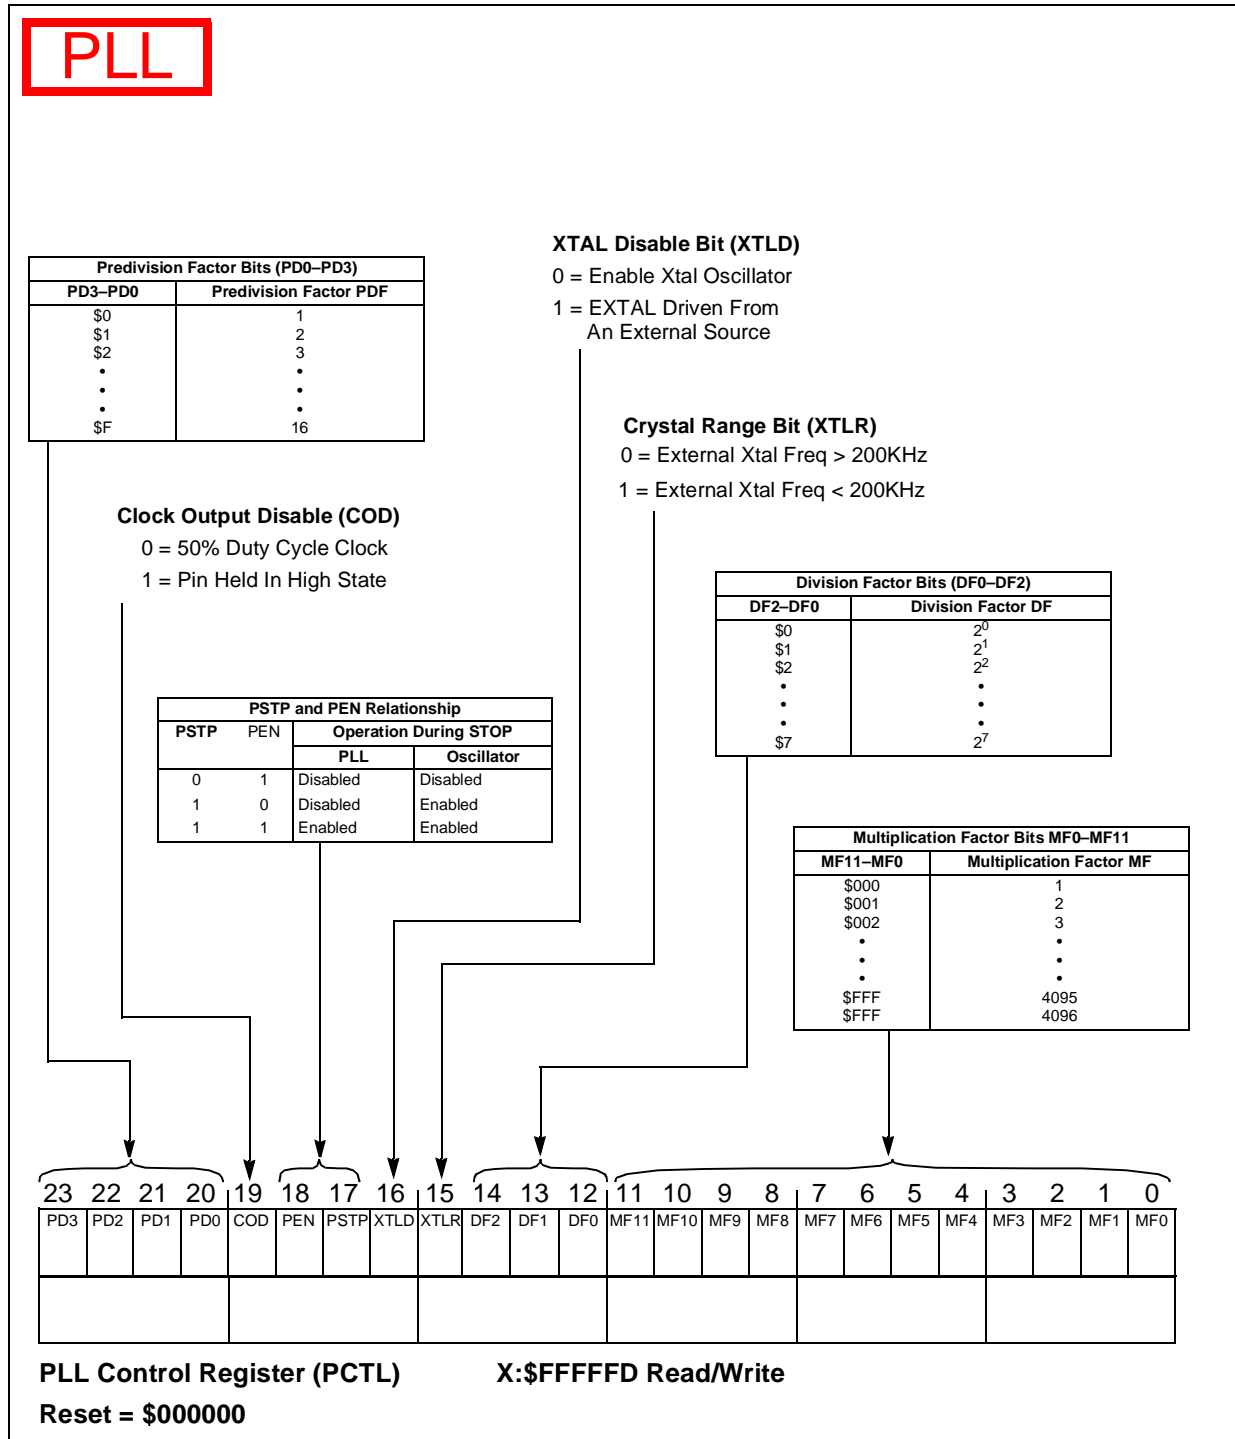 PLL
XTAL Disable Bit (XTLD)
0 = Enable Xtal Oscillator
1 = EXTAL Driven From
An External Source
Predivision Factor Bits (PD0–PD3)
PD3–PD0 Predivision Factor PDF
$0 1
$1 2
$2 3
• •
• •
• •
$F 16
Crystal Range Bit (XTLR)
0 = External Xtal Freq > 200KHz
1 = External Xtal Freq < 200KHz
Clock Output Disable (COD)
0 = 50% Duty Cycle Clock
1 = Pin Held In High State
Division Factor Bits (DF0–DF2)
DF2–DF0 Division Factor DF
$0 2^0
$1 2^1
$2 2^2
• •
• •
• •
$7 2^7
PSTP and PEN Relationship
PSTP PEN Operation During STOP
PLL Oscillator
0 1 Disabled Disabled
1 0 Disabled Enabled
1 1 Enabled Enabled
Multiplication Factor Bits MF0–MF11
MF11–MF0 Multiplication Factor MF
$000 1
$001 2
$002 3
• •
• •
• •
$FFF 4095
$FFF 4096
23 22 21 20 19 18 17 16 15 14 13 12 11 10 9 8 7 6 5 4 3 2 1 0
PD3 PD2 PD1 PD0 COD PEN PSTP XTLD XTLR DF2 DF1 DF0 MF11 MF10 MF9 MF8 MF7 MF6 MF5 MF4 MF3 MF2 MF1 MF0
PLL Control Register (PCTL) X:$FFFFFD Read/Write
Reset = $000000